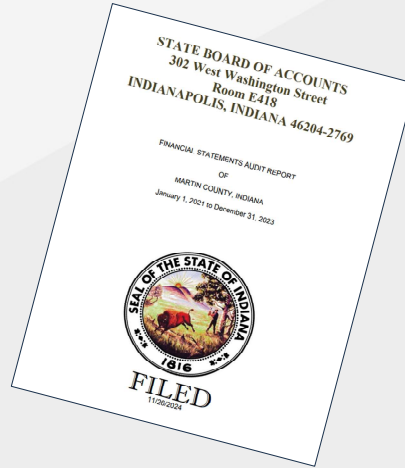 STATE BOARD OF ACCOUNTS
302 West Washington Street
Room E418
INDIANAPOLIS, INDIANA 46204-2769
FINANCIAL STATEMENTS AUDIT REPORT
OF
MARTIN COUNTY, INDIANA
January 1, 2021 to December 31, 2023
SEAL OF THE STATE OF INDIANA
1816
FILED
11/26/2024